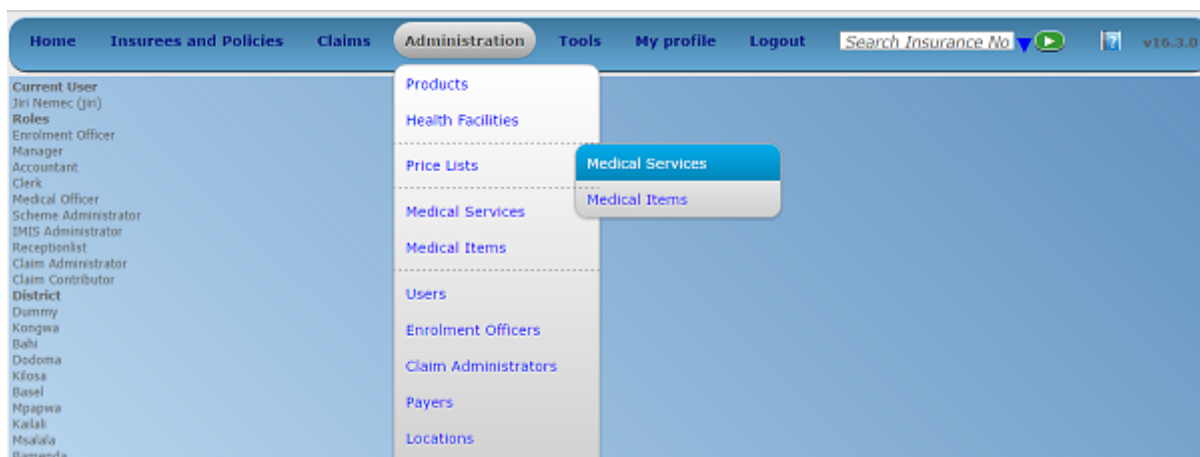 Home Insurees and Policies Claims Administration Tools My profile Logout Search Insurance No ? v16.3.0
Current User
Jiri Nemec (jiri)
Roles
Enrolment Officer
Manager
Accountant
Clerk
Medical Officer
Scheme Administrator
IMIS Administrator
Receptionlist
Claim Administrator
Claim Contributor
District
Dummy
Kongwa
Bahi
Dodoma
Kilosa
Basel
Mpapwa
Kailali
Msalala
Bamenda
Products
Health Facilities
Price Lists
Medical Services
Medical Items
Medical Services
Medical Items
Users
Enrolment Officers
Claim Administrators
Payers
Locations